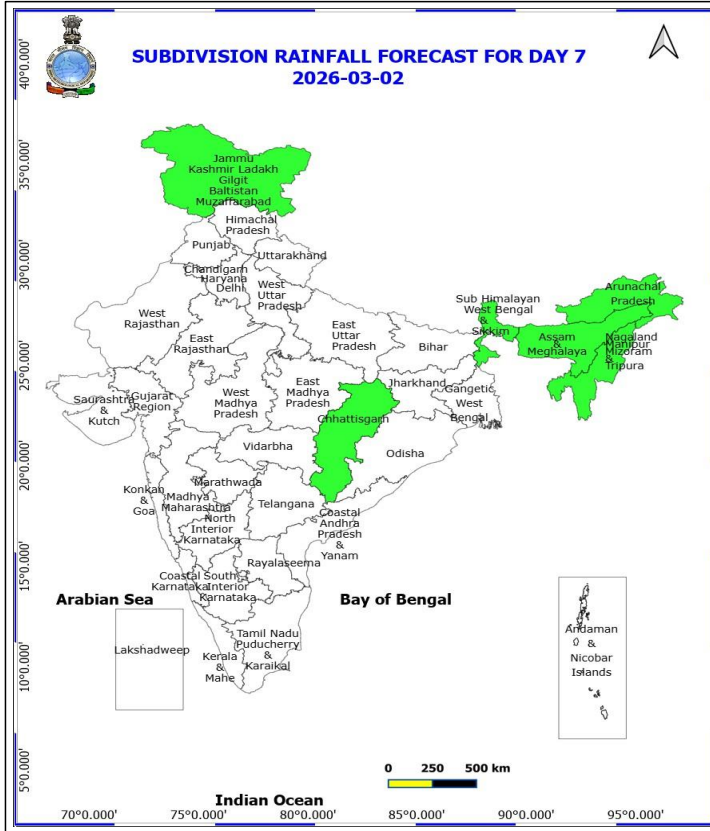 SUBDIVISION RAINFALL FORECAST FOR DAY 7
2026-03-02
40°0.000'
35°0.000'
30°0.000'
25°0.000'
20°0.000'
15°0.000'
10°0.000'
5°0.000'
Jammu
Kashmir Ladakh
Gilgit
Baltistan
Muzaffarabad
Himachal
Pradesh
Punjab
Uttarakhand
Chandigarh
Haryana
Delhi
West
Uttar
Pradesh
West
Rajasthan
East
Rajasthan
East
Uttar
Pradesh
Bihar
Sub Himalayan
West Bengal
&
Sikkim
Arunachal
Pradesh
Assam
&
Meghalaya
Nagaland
Manipur
Mizoram
&
Tripura
Saurashtra
&
Kutch
Gujarat
Region
West
Madhya
Pradesh
East
Madhya
Pradesh
Jharkhand
Gangetic
West
Bengal
Chhattisgarh
Vidarbha
Odisha
Konkan
&
Goa
Marathwada
Madhya
Maharashtra
North
Interior
Karnataka
Telangana
Coastal
Andhra
Pradesh
&
Yanam
Rayalaseema
Coastal
Karnataka
South
Interior
Karnataka
Arabian Sea
Bay of Bengal
Lakshadweep
Kerala
&
Mahe
Tamil Nadu
Puducherry
&
Karaikal
Andaman
&
Nicobar
Islands
0 250 500 km
Indian Ocean
70°0.000' 75°0.000' 80°0.000' 85°0.000' 90°0.000' 95°0.000'